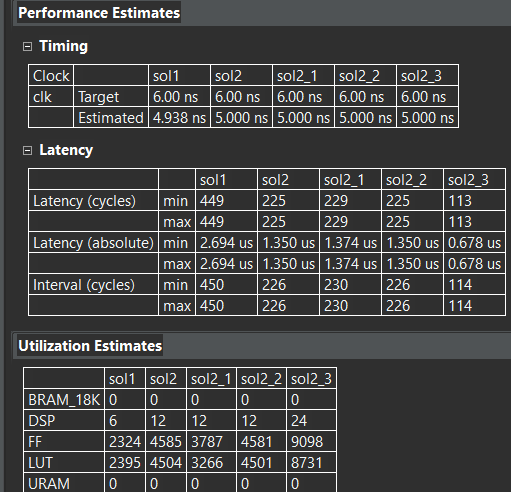 Performance Estimates
Timing
Clock sol1 sol2 sol2_1 sol2_2 sol2_3
clk Target 6.00 ns 6.00 ns 6.00 ns 6.00 ns 6.00 ns
Estimated 4.938 ns 5.000 ns 5.000 ns 5.000 ns 5.000 ns
Latency
sol1 sol2 sol2_1 sol2_2 sol2_3
Latency (cycles) min 449 225 229 225 113
max 449 225 229 225 113
Latency (absolute) min 2.694 us 1.350 us 1.374 us 1.350 us 0.678 us
max 2.694 us 1.350 us 1.374 us 1.350 us 0.678 us
Interval (cycles) min 450 226 230 226 114
max 450 226 230 226 114
Utilization Estimates
sol1 sol2 sol2_1 sol2_2 sol2_3
BRAM_18K 0 0 0 0 0
DSP 6 12 12 12 24
FF 2324 4585 3787 4581 9098
LUT 2395 4504 3266 4501 8731
URAM 0 0 0 0 0